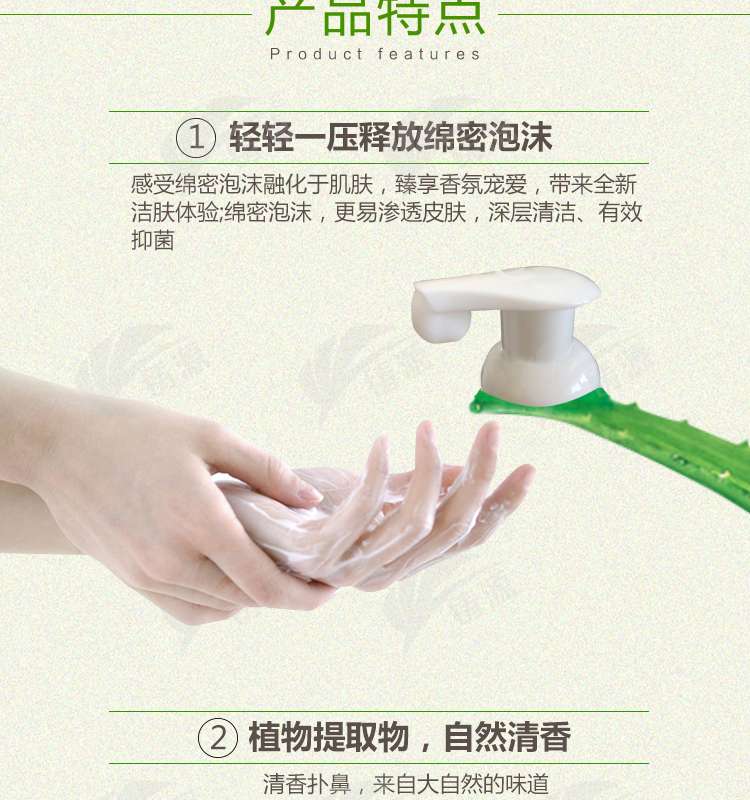 产品特点
Product features
1 轻轻一压释放绵密泡沫
感受绵密泡沫融化于肌肤，臻享香氛宠爱，带来全新
洁肤体验;绵密泡沫，更易渗透皮肤，深层清洁、有效
抑菌
2 植物提取物，自然清香
清香扑鼻，来自大自然的味道